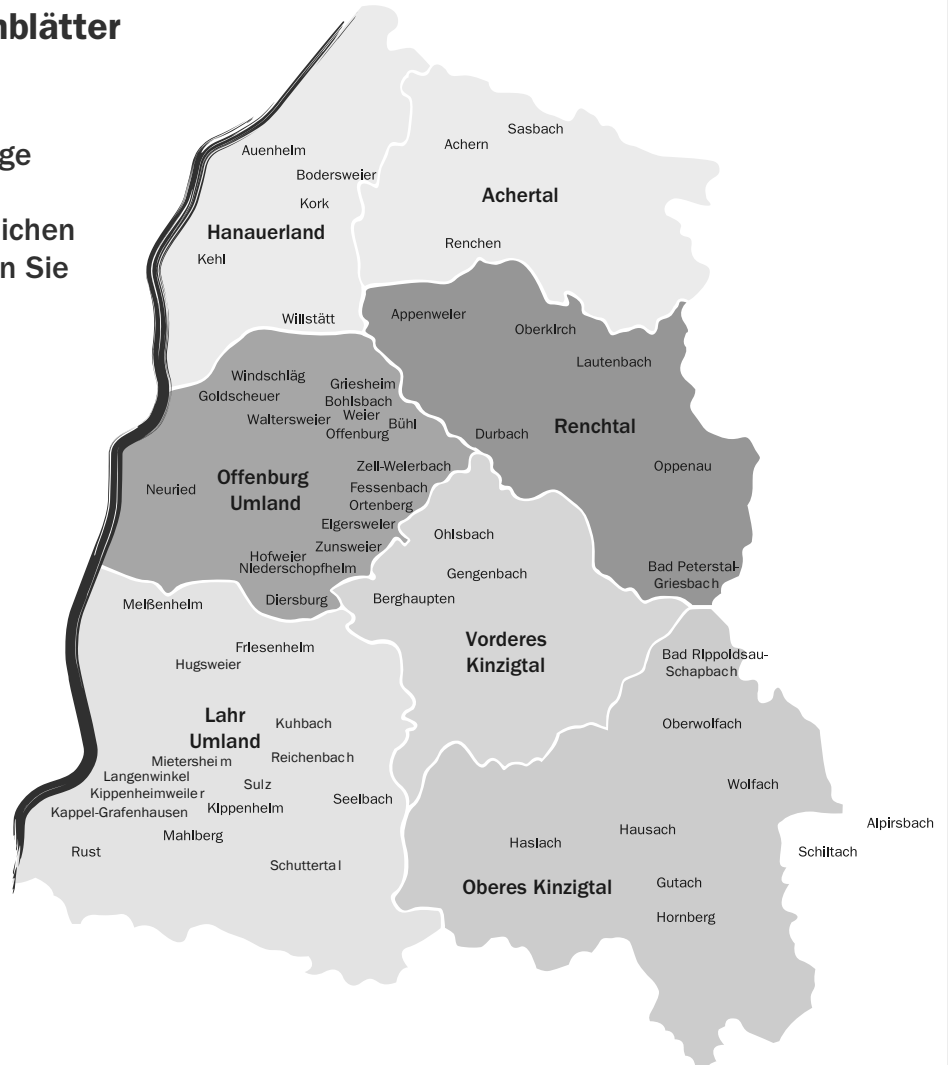 nblätter
ge
ichen
n Sie
Sasbach
Achern
Auenheim
Bodersweier
Achertal
Kork
Hanauerland
Renchen
Kehl
Willstätt
Appenweier
Oberkirch
Lautenbach
Windschläg
Griesheim
Goldscheuer
Bohlsbach
Waltersweier
Weier
Bühl
Offenburg
Durbach
Renchtal
Oppenau
Zell-Weierbach
Offenburg
Umland
Neuried
Fessenbach
Ortenberg
Elgersweier
Zunsweier
Hofweier
Niederschopfheim
Diersburg
Ohlsbach
Gengenbach
Berghaupten
Bad Peterstal-
Griesbach
Meißenheim
Vorderes
Kinzigtal
Friesenheim
Hugsweier
Bad Rippoldsau-
Schapbach
Lahr
Umland
Kuhbach
Oberwolfach
Mietersheim
Reichenbach
Langenwinkel
Kippenheimweiler
Sulz
Wolfach
Kappel-Grafenhausen
Kippenheim
Seelbach
Mahlberg
Rust
Schuttertal
Haslach
Hausach
Alpirsbach
Schiltach
Oberes Kinzigtal
Gutach
Hornberg